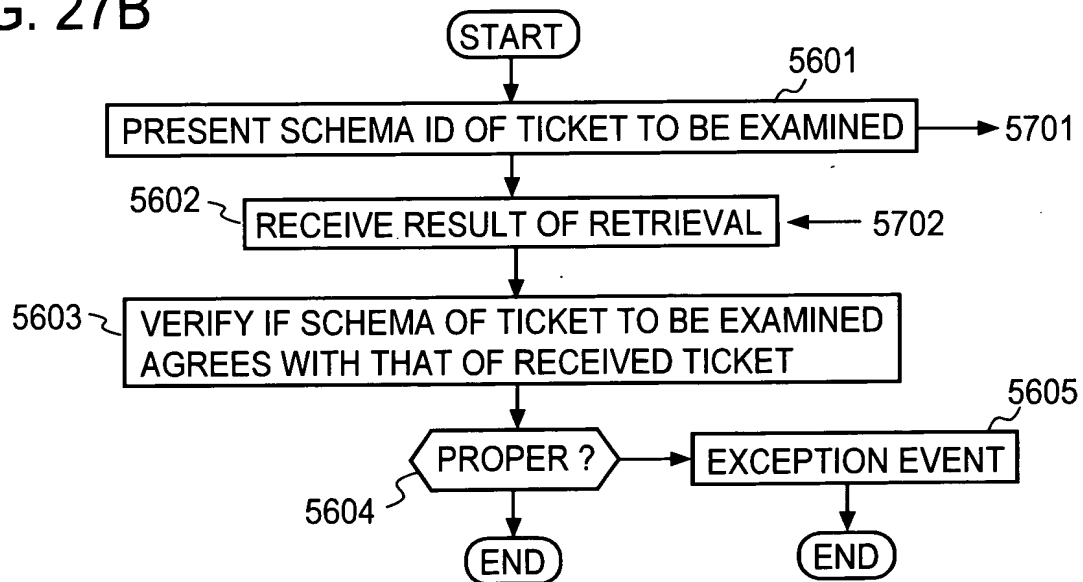 G. 27B
START
5601
PRESENT SCHEMA ID OF TICKET TO BE EXAMINED
5701
5602
RECEIVE RESULT OF RETRIEVAL
5702
5603
VERIFY IF SCHEMA OF TICKET TO BE EXAMINED
AGREES WITH THAT OF RECEIVED TICKET
5605
PROPER ?
EXCEPTION EVENT
5604
END
END